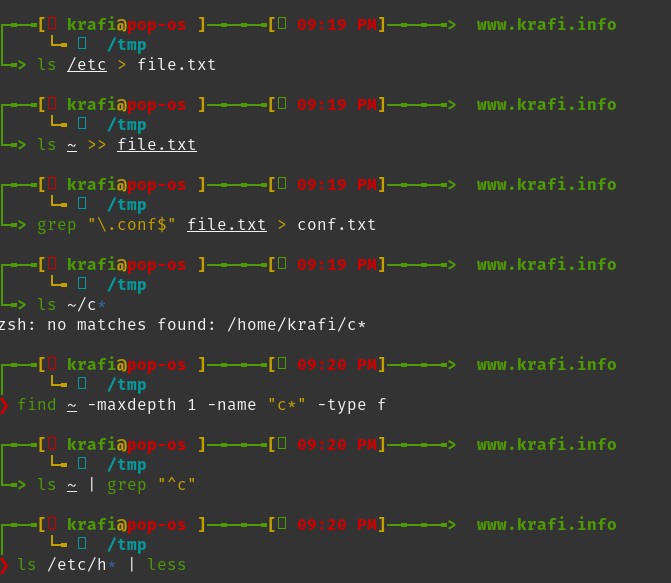 [ krafi@pop-os ]—————[ 09:19 PM]—————> www.krafi.info
/tmp
> ls /etc > file.txt
[ krafi@pop-os ]—————[ 09:19 PM]—————> www.krafi.info
/tmp
> ls ~ >> file.txt
[ krafi@pop-os ]—————[ 09:19 PM]—————> www.krafi.info
/tmp
> grep "\.conf$" file.txt > conf.txt
[ krafi@pop-os ]—————[ 09:19 PM]—————> www.krafi.info
/tmp
> ls ~/c*
zsh: no matches found: /home/krafi/c*
[ krafi@pop-os ]—————[ 09:20 PM]—————> www.krafi.info
/tmp
❯ find ~ -maxdepth 1 -name "c*" -type f
[ krafi@pop-os ]—————[ 09:20 PM]—————> www.krafi.info
/tmp
> ls ~ | grep "^c"
[ krafi@pop-os ]—————[ 09:20 PM]—————> www.krafi.info
/tmp
❯ ls /etc/h* | less